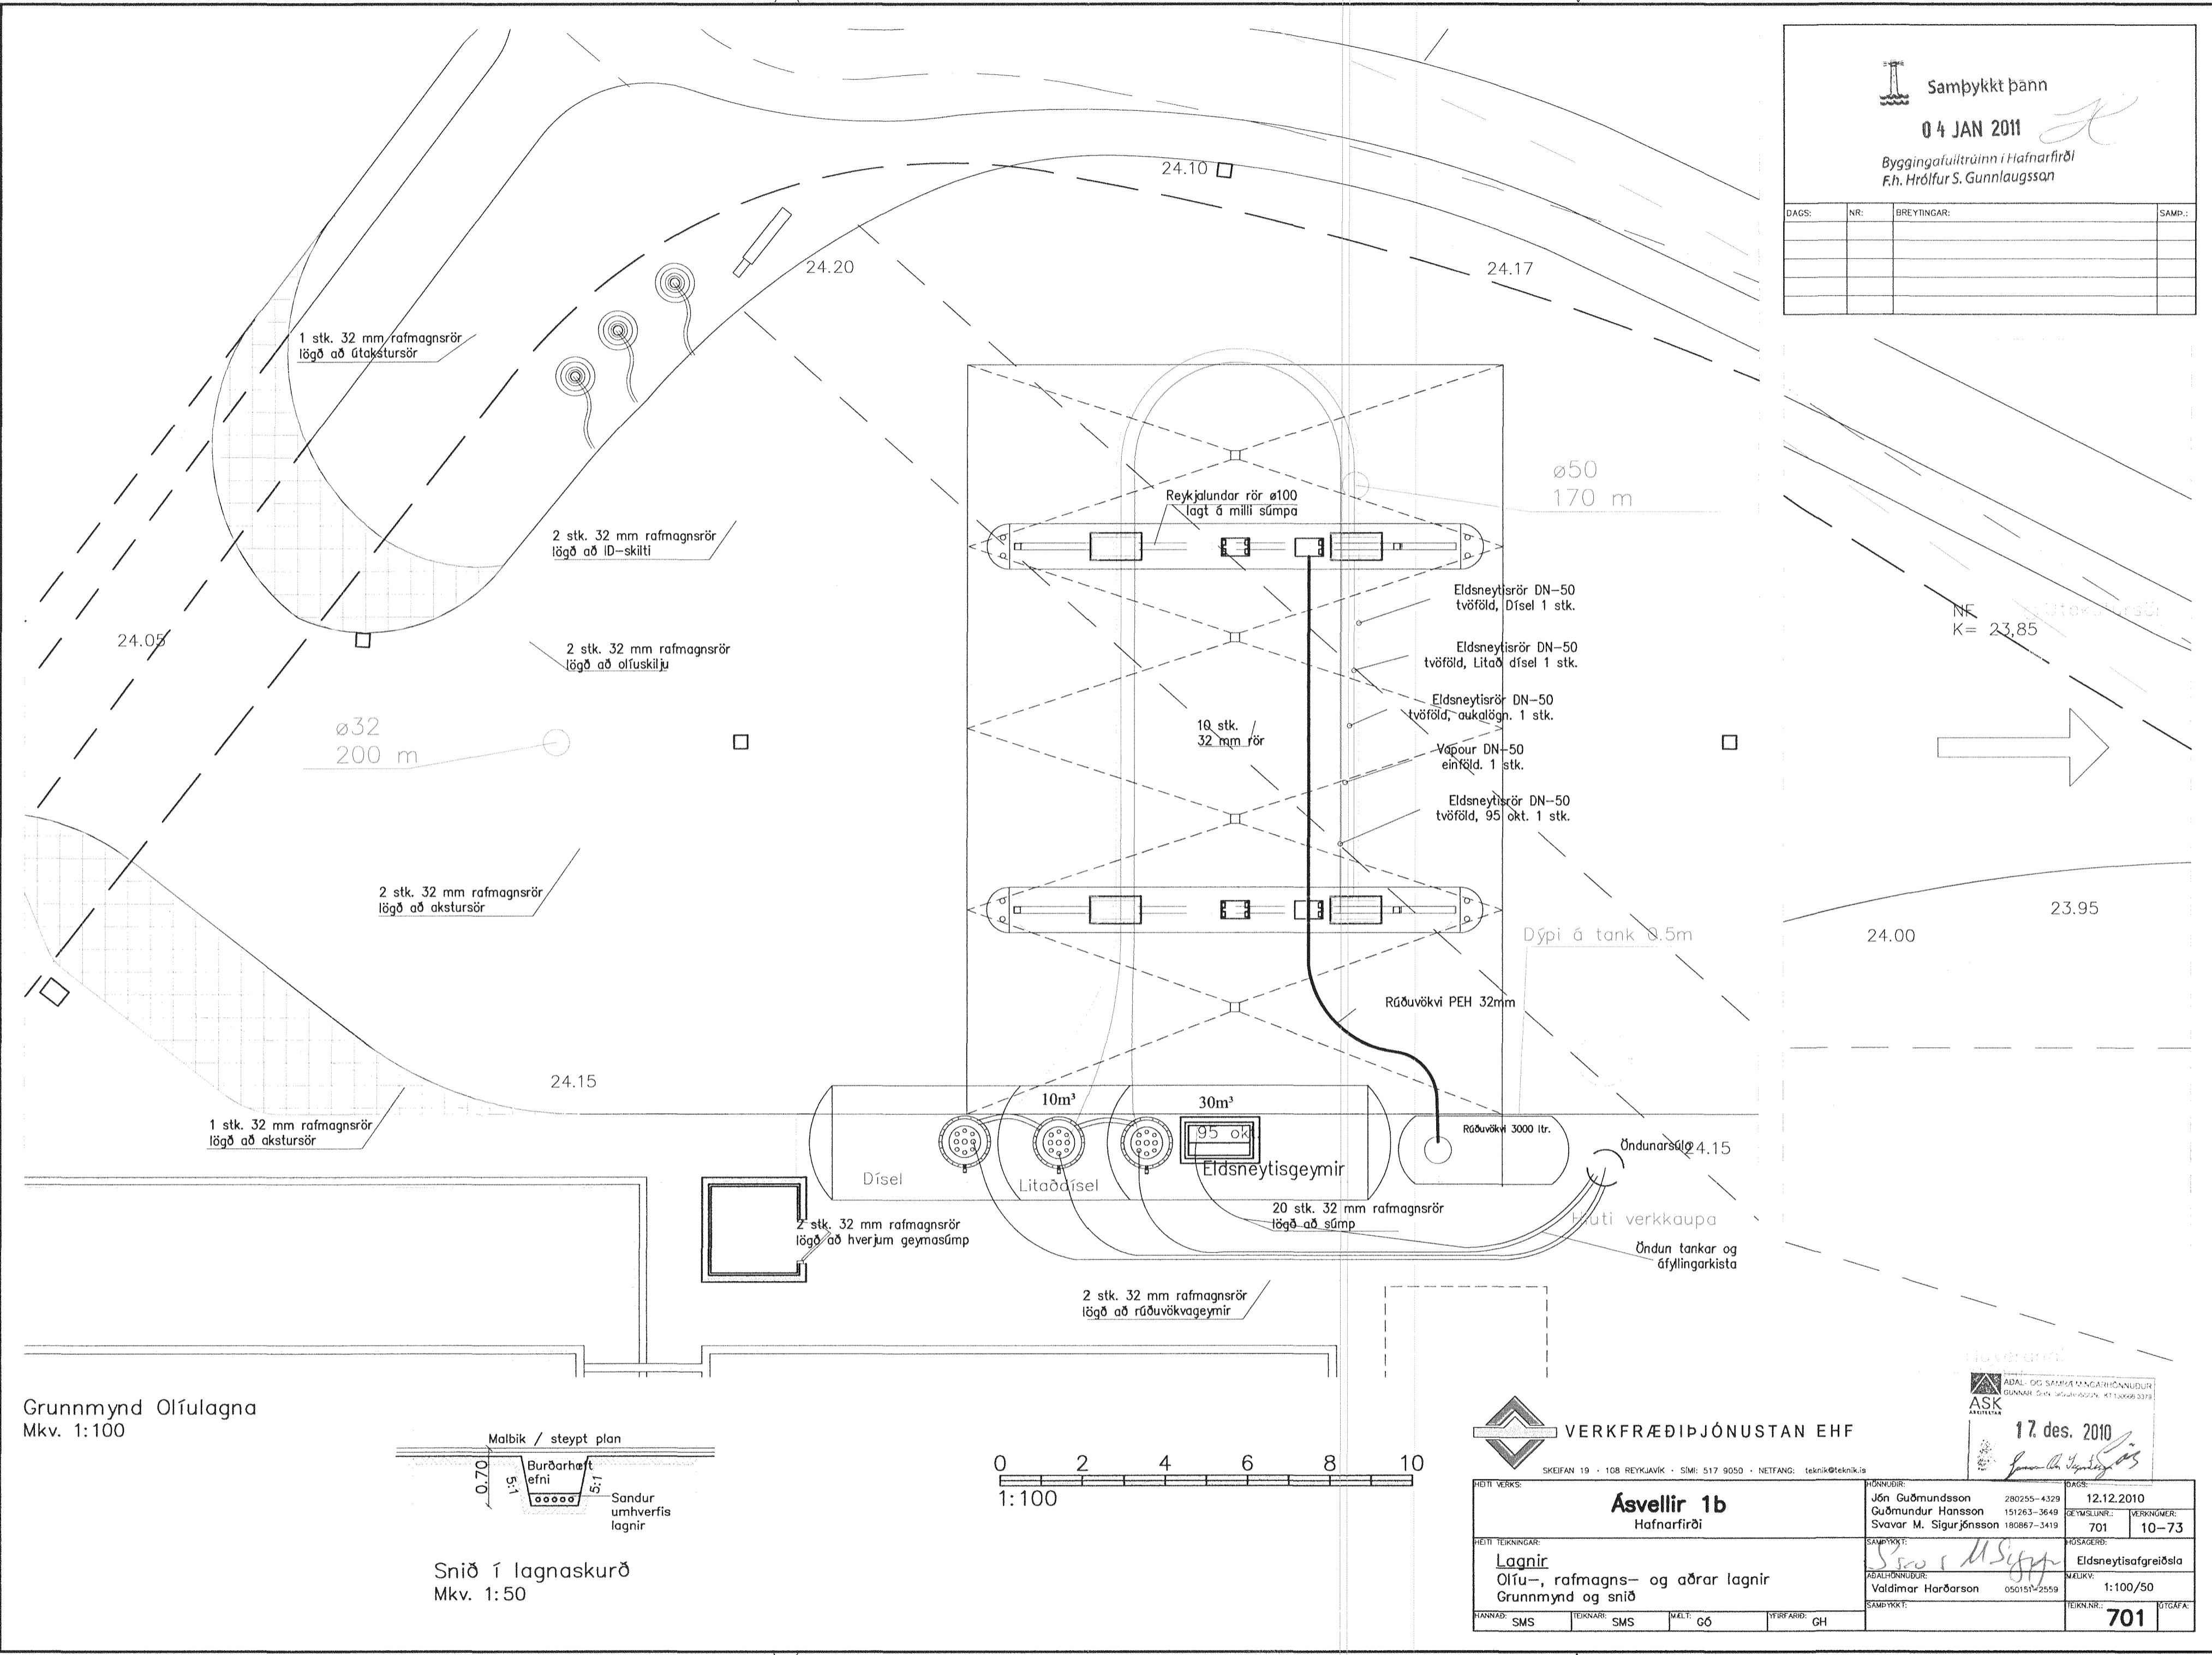 Samþykkt þann
04 JAN 2011
Byggingafulltrúinn í Hafnarfirði
F.h. Hrólfur S. Gunnlaugsson
DAGS:
NR:
BREYTINGAR:
SAMÞ.:
24.10
24.20
24.17
1 stk. 32 mm rafmagnsrör
lögð að útakstursör
ø50
170 m
Reykjalundar rör ø100
lagt á milli súmpa
2 stk. 32 mm rafmagnsrör
lögð að ID-skilti
Eldsneytisrör DN-50
tvöföld, Dísel 1 stk.
NF
K= 23,85
24.05
2 stk. 32 mm rafmagnsrör
lögð að olíuskilju
Eldsneytisrör DN-50
tvöföld, Litað dísel 1 stk.
Eldsneytisrör DN-50
tvöföld, aukalögn. 1 stk.
ø32
200 m
10 stk.
32 mm rör
Vapour DN-50
einföld. 1 stk.
Eldsneytisrör DN-50
tvöföld, 95 okt. 1 stk.
2 stk. 32 mm rafmagnsrör
lögð að akstursör
23.95
24.00
Dýpi á tank 0.5m
Rúðuvökvi PEH 32mm
24.15
10m³
30m³
1 stk. 32 mm rafmagnsrör
lögð að akstursör
95 okt
Rúðuvökvi 3000 ltr.
Öndunarsúla
24.15
Eldsneytisgeymir
Dísel
Litaðdísel
20 stk. 32 mm rafmagnsrör
lögð að súmp
Hluti verkkaupa
2 stk. 32 mm rafmagnsrör
lögð að hverjum geymasúmp
Öndun tankar og
áfyllingarkista
2 stk. 32 mm rafmagnsrör
lögð að rúðuvökvageymir
Grunnmynd Olíulagna
Mkv. 1:100
Malbik / steypt plan
0.70
5:1
Burðarhæft
efni
5:1
Sandur
umhverfis
lagnir
Snið í lagnaskurð
Mkv. 1:50
0 2 4 6 8 10
1:100
AÐAL- OG SAMRÆMINGARHÖNNUÐUR
ASK
ARKITEKTAR
17. des. 2010
VERKFRÆÐIÞJÓNUSTAN EHF
SKEIFAN 19 • 108 REYKJAVÍK • SÍMI: 517 9050 • NETFANG: teknik@teknik.is
HEITI VERKS:
Ásvellir 1b
Hafnarfirði
HEITI TEIKNINGAR:
Lagnir
Olíu-, rafmagns- og aðrar lagnir
Grunnmynd og snið
HANNAÐ: SMS
TEIKNARI: SMS
MÆLT: GÓ
YFIRFARIÐ: GH
HÖNNUÐIR:
Jón Guðmundsson 280255-4329
Guðmundur Hansson 151263-3649
Svavar M. Sigurjónsson 180867-3419
SAMÞYKKT:
AÐALHÖNNUÐUR:
Valdimar Harðarson 050151-2559
SAMÞYKKT:
DAGS:
12.12.2010
GEYMSLUNR.:
701
VERKNÚMER:
10-73
HÚSAGERÐ:
Eldsneytisafgreiðsla
MÆLIKV:
1:100/50
TEIKN.NR.:
701
ÚTGÁFA: